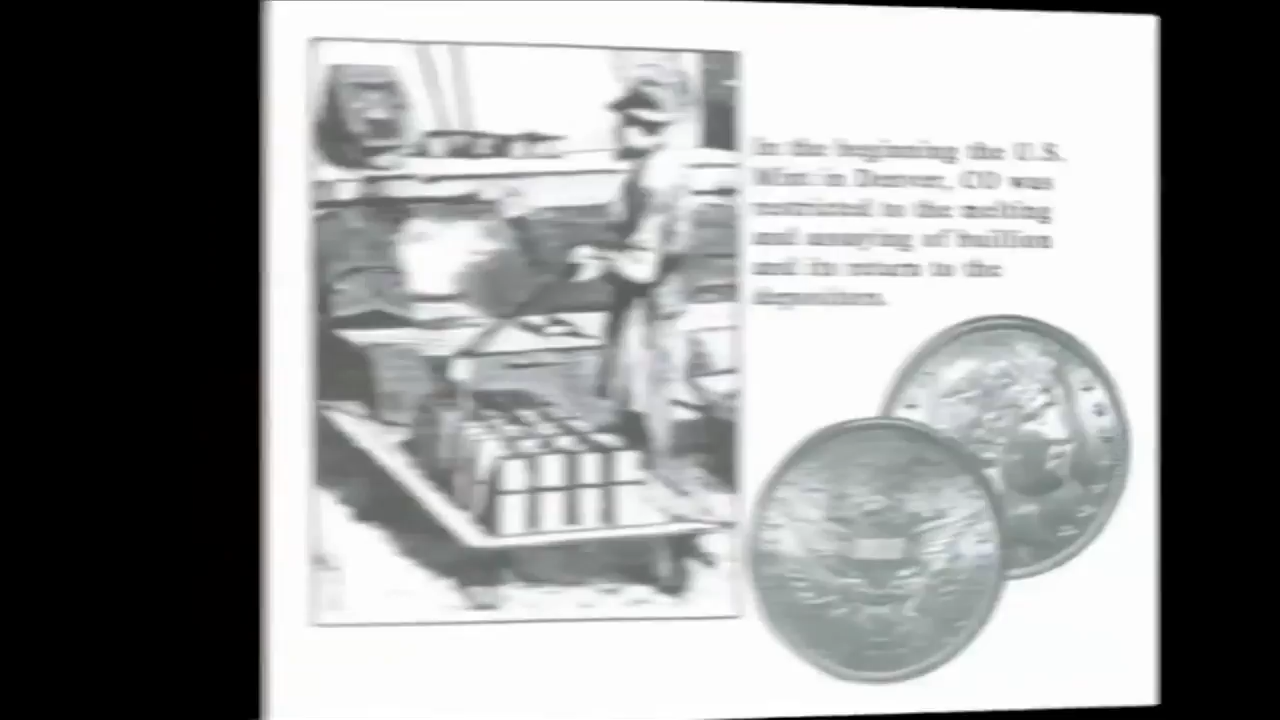 In the beginning the U.S.
Mint in Denver, CO was
restricted to the melting
and assaying of bullion
and its return to the
depositors.